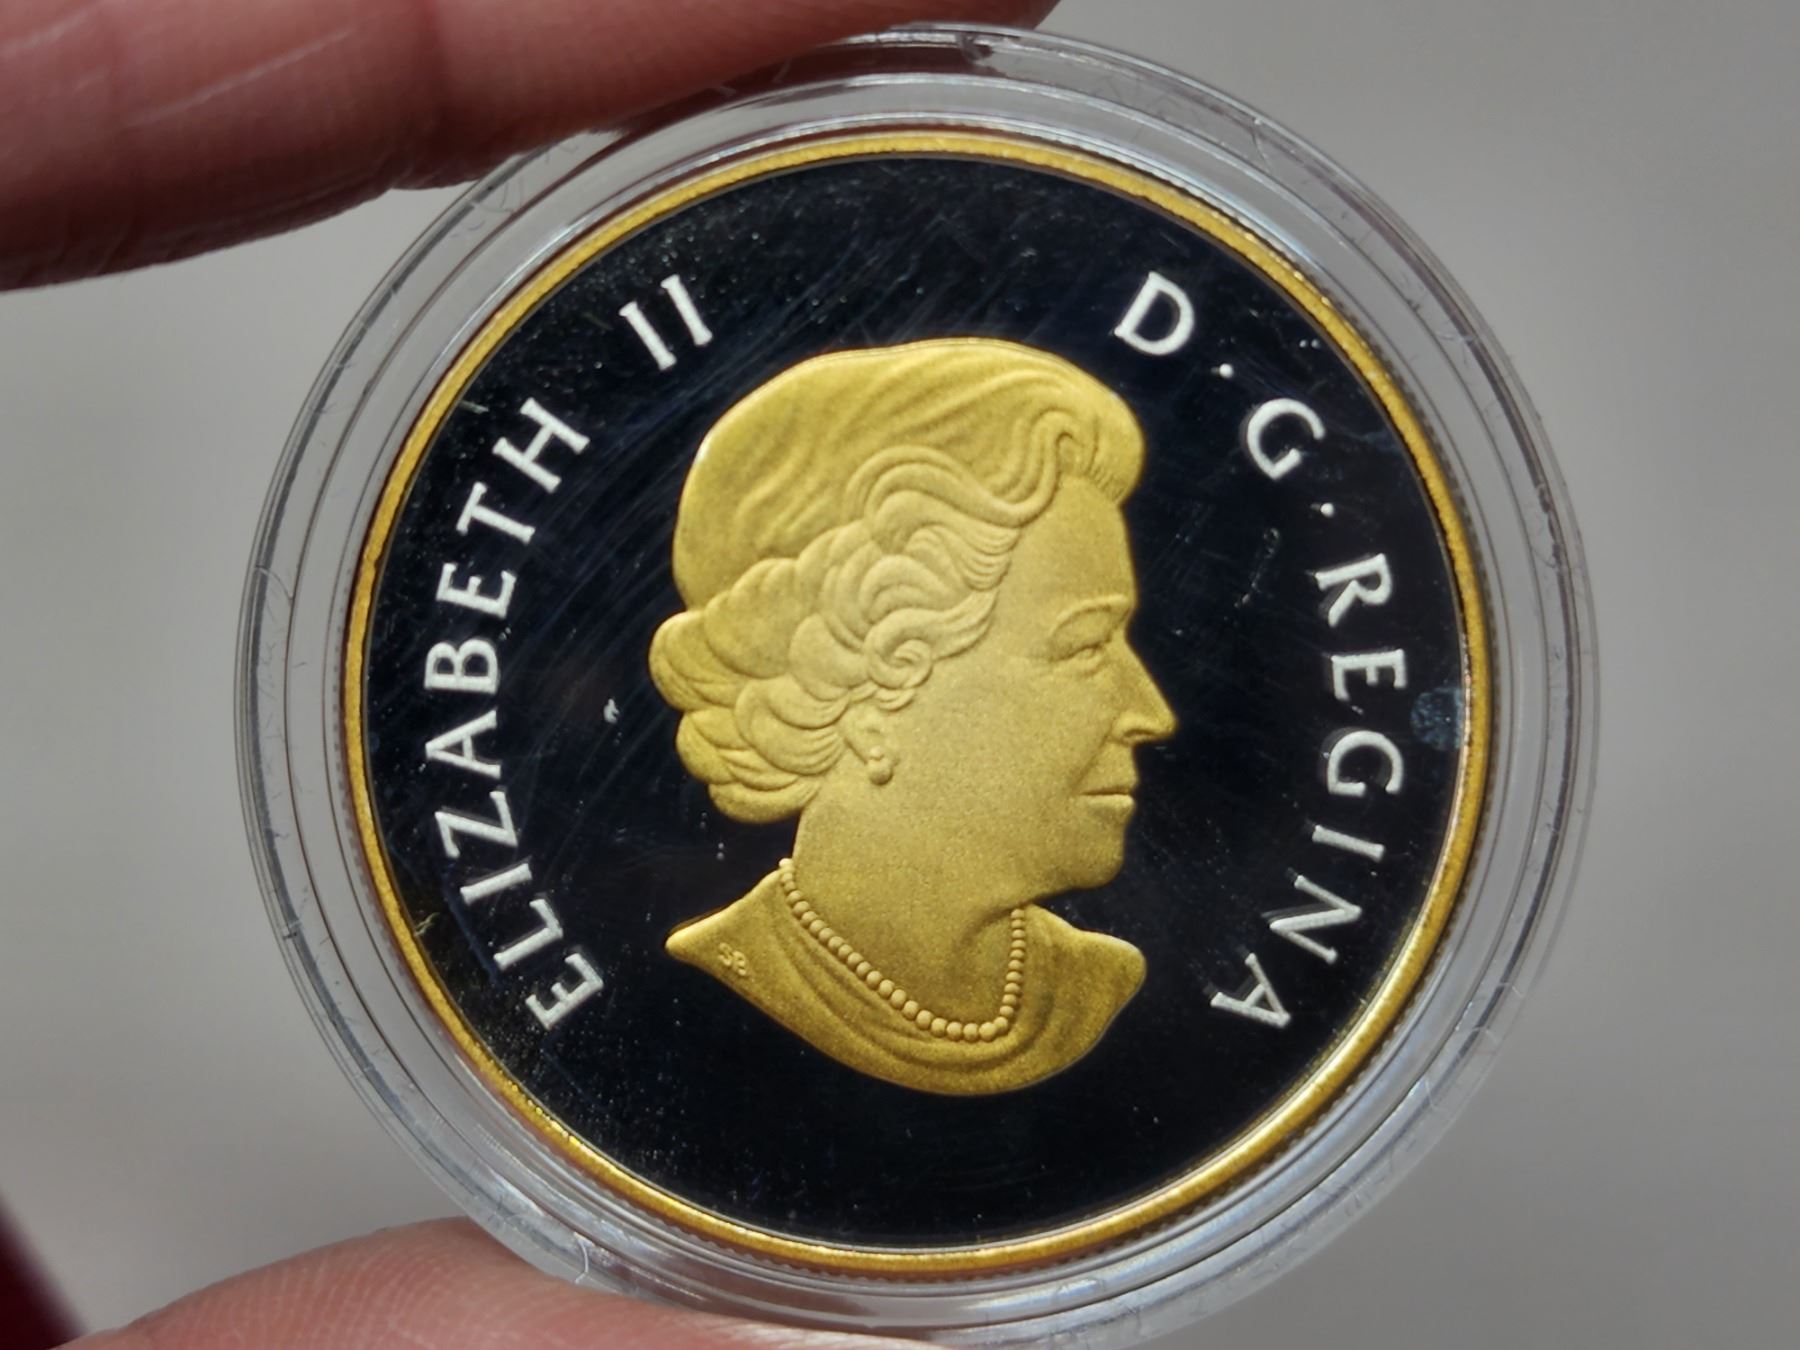 ELIZABETH II
D.G.REGINA
SB